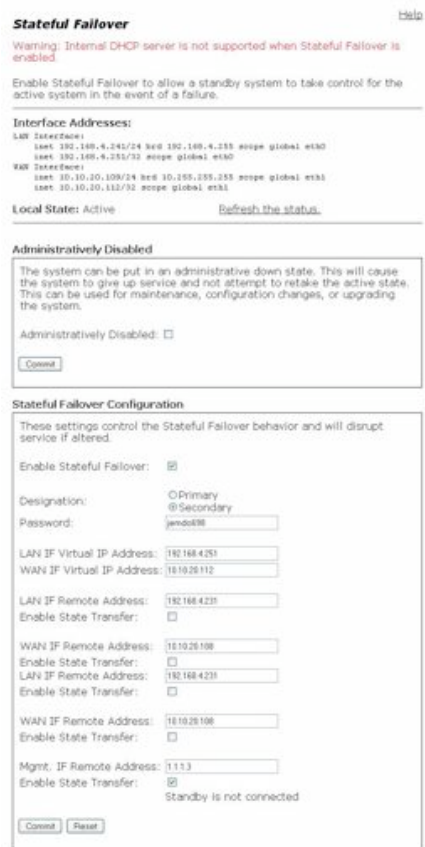 Help
Stateful Failover
Warning: Internal DHCP server is not supported when Stateful Failover is
enabled.
Enable Stateful Failover to allow a standby system to take control for the
active system in the event of a failure.
Interface Addresses:
LAN Interface:
inet 192.168.4.241/24 brd 192.168.4.255 scope global eth0
inet 192.168.4.251/32 scope global eth0
WAN Interface:
inet 10.10.20.109/24 brd 10.255.255.255 scope global eth1
inet 10.10.20.112/32 scope global eth1
Local State: Active Refresh the status.
Administratively Disabled
The system can be put in an administrative down state. This will cause
the system to give up service and not attempt to retake the active state.
This can be used for maintenance, configuration changes, or upgrading
the system.
Administratively Disabled:
Commit
Stateful Failover Configuration
These settings control the Stateful Failover behavior and will disrupt
service if altered.
Enable Stateful Failover:
Designation:
Primary
Secondary
Password:
LAN IF Virtual IP Address: 192.168.4.251
WAN IF Virtual IP Address: 10.10.20.112
LAN IF Remote Address: 192.168.4.231
Enable State Transfer:
WAN IF Remote Address: 10.10.20.108
Enable State Transfer:
LAN IF Remote Address: 192.168.4.231
Enable State Transfer:
WAN IF Remote Address: 10.10.20.108
Enable State Transfer:
Mgmt. IF Remote Address: 1.1.1.3
Enable State Transfer:
Standby is not connected
Commit Reset